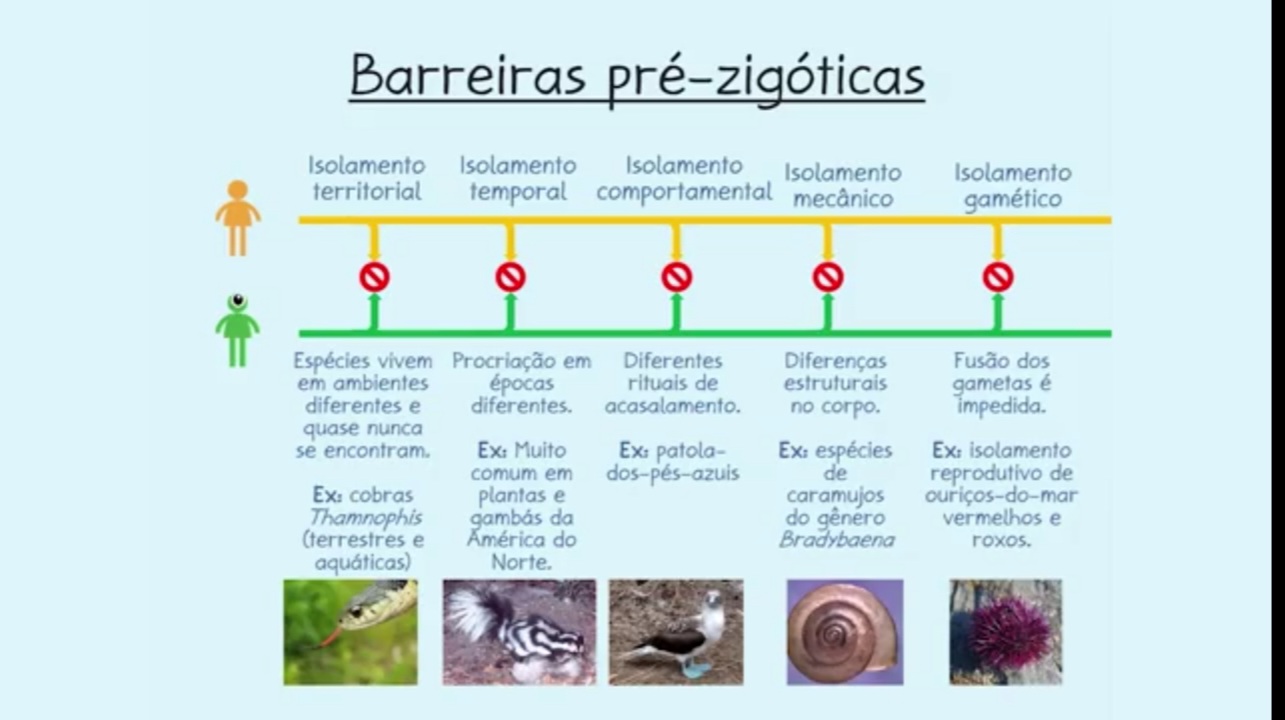 Barreiras pré-zigóticas
Isolamento
territorial
Isolamento
temporal
Isolamento
comportamental
Isolamento
mecânico
Isolamento
gamético
Espécies vivem
em ambientes
diferentes e
quase nunca
se encontram.
Ex: cobras
Thamnophis
(terrestres e
aquáticas)
Procriação em
épocas
diferentes.
Ex: Muito
comum em
plantas e
gambás da
América do
Norte.
Diferentes
rituais de
acasalamento.
Ex: patola-
dos-pés-azuis
Diferenças
estruturais
no corpo.
Ex: espécies
de
caramujos
do gênero
Bradybaena
Fusão dos
gametas é
impedida.
Ex: isolamento
reprodutivo de
ouriços-do-mar
vermelhos e
roxos.